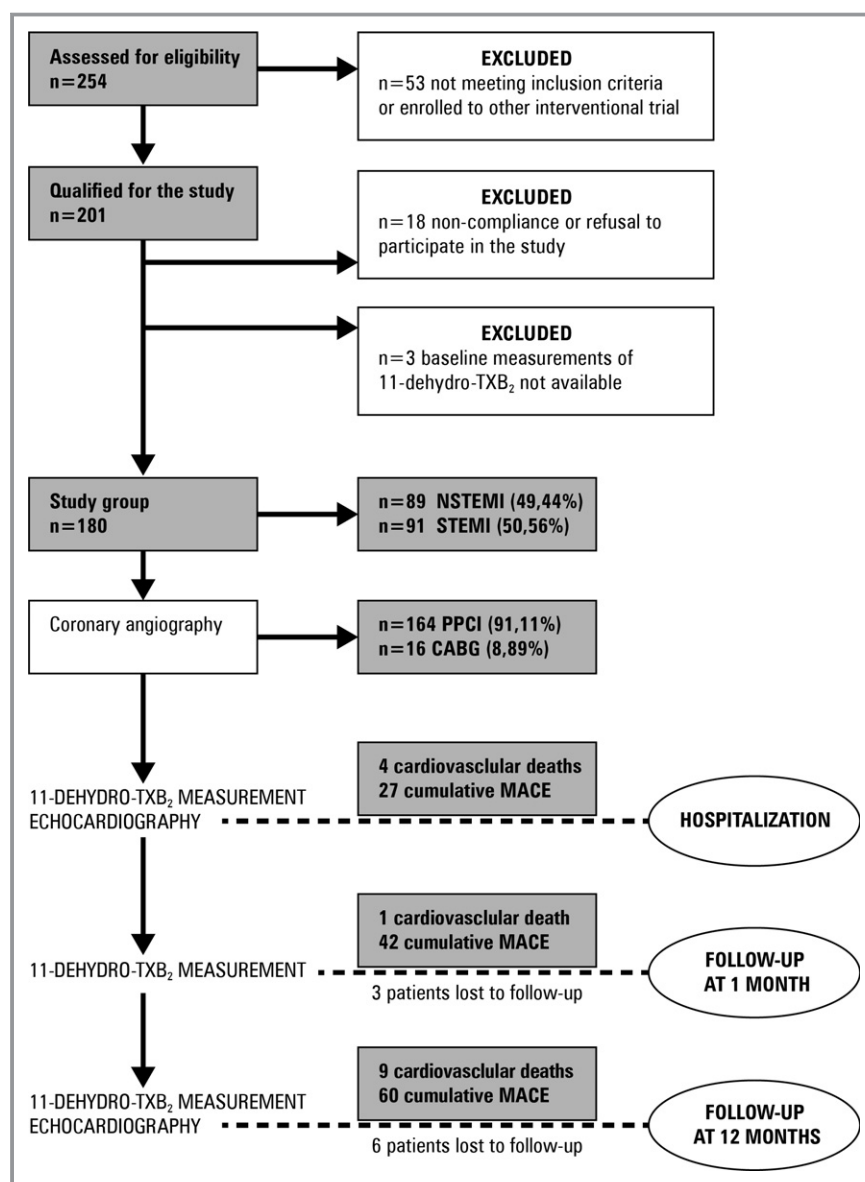 Assessed for eligibility
n=254
EXCLUDED
n=53 not meeting inclusion criteria
or enrolled to other interventional trial
Qualified for the study
n=201
EXCLUDED
n=18 non-compliance or refusal to
participate in the study
EXCLUDED
n=3 baseline measurements of
11-dehydro-TXB₂ not available
Study group
n=180
n=89 NSTEMI (49,44%)
n=91 STEMI (50,56%)
Coronary angiography
n=164 PPCI (91,11%)
n=16 CABG (8,89%)
4 cardiovasclular deaths
27 cumulative MACE
11-DEHYDRO-TXB₂ MEASUREMENT
ECHOCARDIOGRAPHY
HOSPITALIZATION
1 cardiovasclular death
42 cumulative MACE
11-DEHYDRO-TXB₂ MEASUREMENT
3 patients lost to follow-up
FOLLOW-UP
AT 1 MONTH
9 cardiovasclular deaths
60 cumulative MACE
11-DEHYDRO-TXB₂ MEASUREMENT
ECHOCARDIOGRAPHY
6 patients lost to follow-up
FOLLOW-UP
AT 12 MONTHS